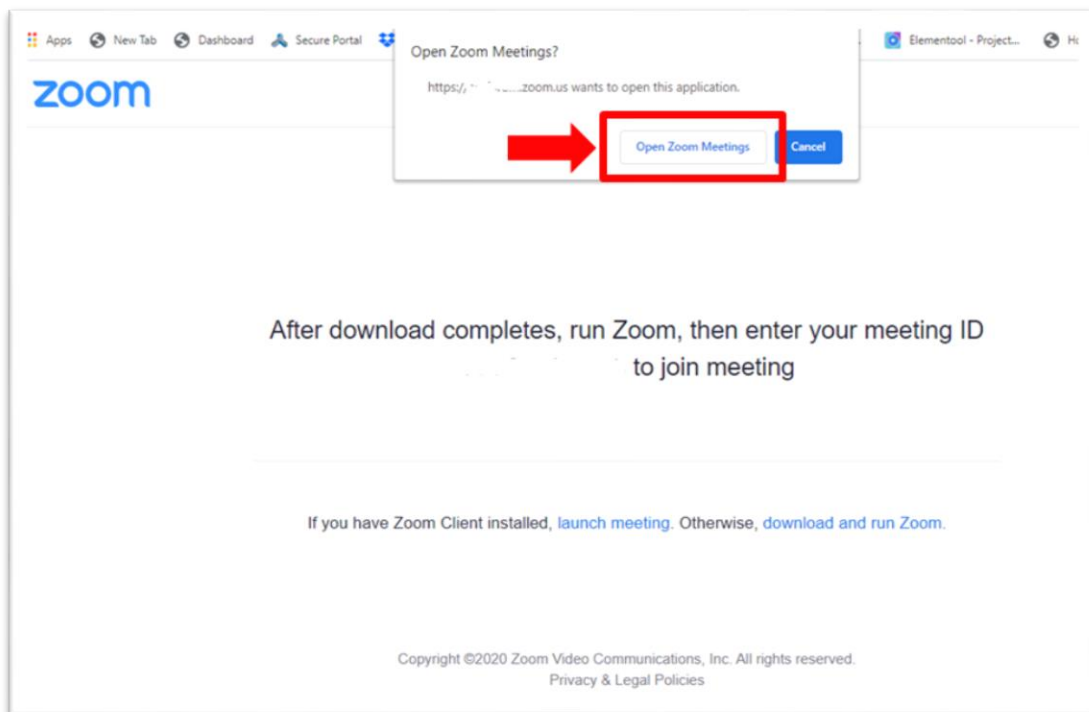 Apps New Tab Dashboard Secure Portal Elementool - Project...
Open Zoom Meetings?
https:// zoom.us wants to open this application.
Open Zoom Meetings Cancel
zoom
After download completes, run Zoom, then enter your meeting ID
to join meeting
If you have Zoom Client installed, launch meeting. Otherwise, download and run Zoom.
Copyright ©2020 Zoom Video Communications, Inc. All rights reserved.
Privacy & Legal Policies